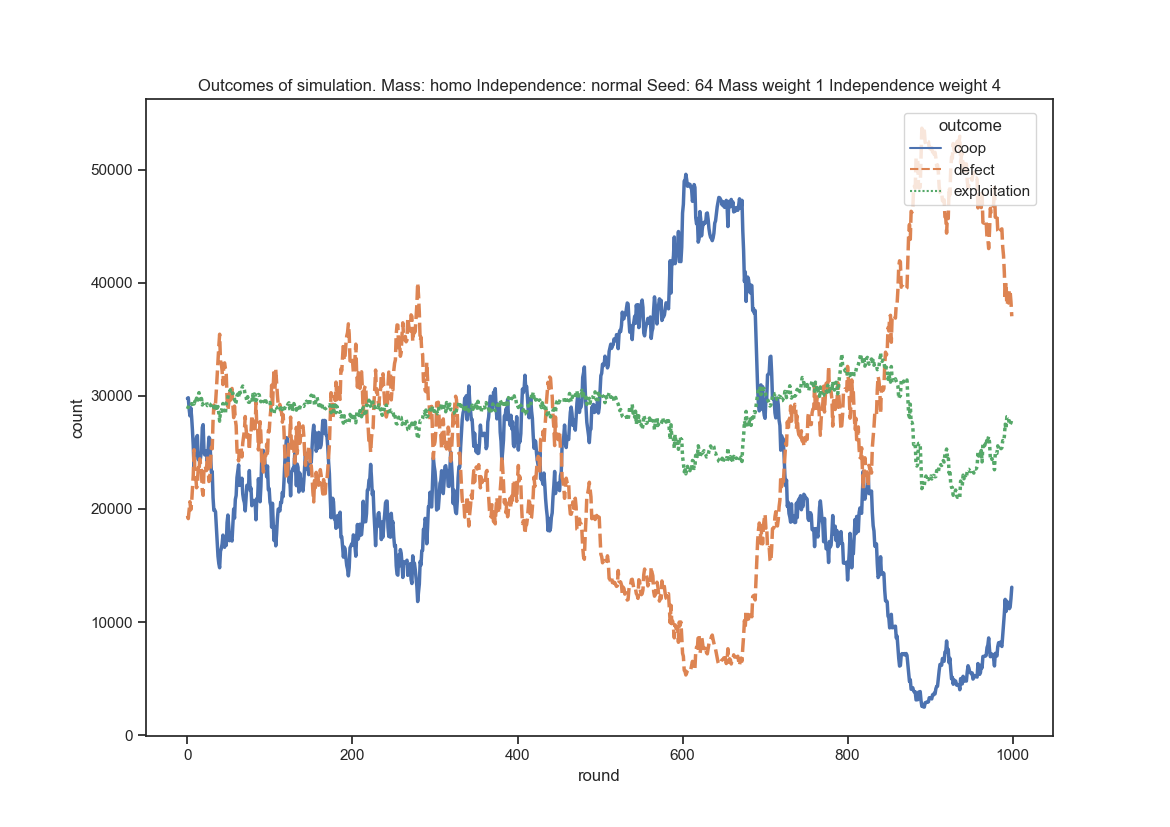 Outcomes of simulation. Mass: homo Independence: normal Seed: 64 Mass weight 1 Independence weight 4
outcome
coop
defect
exploitation
50000
40000
30000
20000
10000
0
count
0 200 400 600 800 1000
round